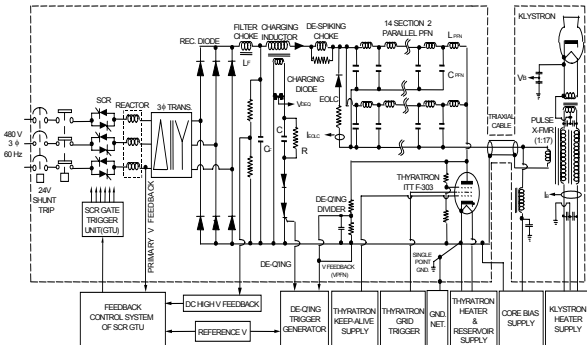 FILTER
CHOKE
CHARGING
INDUCTOR
DE-SPIKING
CHOKE
14 SECTION 2
PARALLEL PFN
L PFN
KLYSTRON
REC. DIODE
LF
CHARGING
DIODE
C PFN
VB
SCR
REACTOR
3ϕ TRANS.
VDEQ
EOLC
TRIAXIAL
CABLE
PULSE
X-FMR
(1:17)
480 V
3 ϕ
60 Hz
CF
C
R
IEOLC
THYRATRON
ITT F-303
24V
SHUNT
TRIP
PRIMARY V FEEDBACK
DE-Q'ING
DIVIDER
SCR GATE
TRIGGER
UNIT(GTU)
DE-Q'ING
V FEEDBACK
(VPFN)
SINGLE
POINT
GND.
FEEDBACK
CONTROL SYSTEM
OF SCR GTU
DC HIGH V FEEDBACK
REFERENCE V
DE-Q'ING
TRIGGER
GENERATOR
THYRATRON
KEEP-ALIVE
SUPPLY
THYRATRON
GRID
TRIGGER
GND.
NET.
THYRATRON
HEATER
&
RESERVOIR
SUPPLY
CORE BIAS
SUPPLY
KLYSTRON
HEATER
SUPPLY